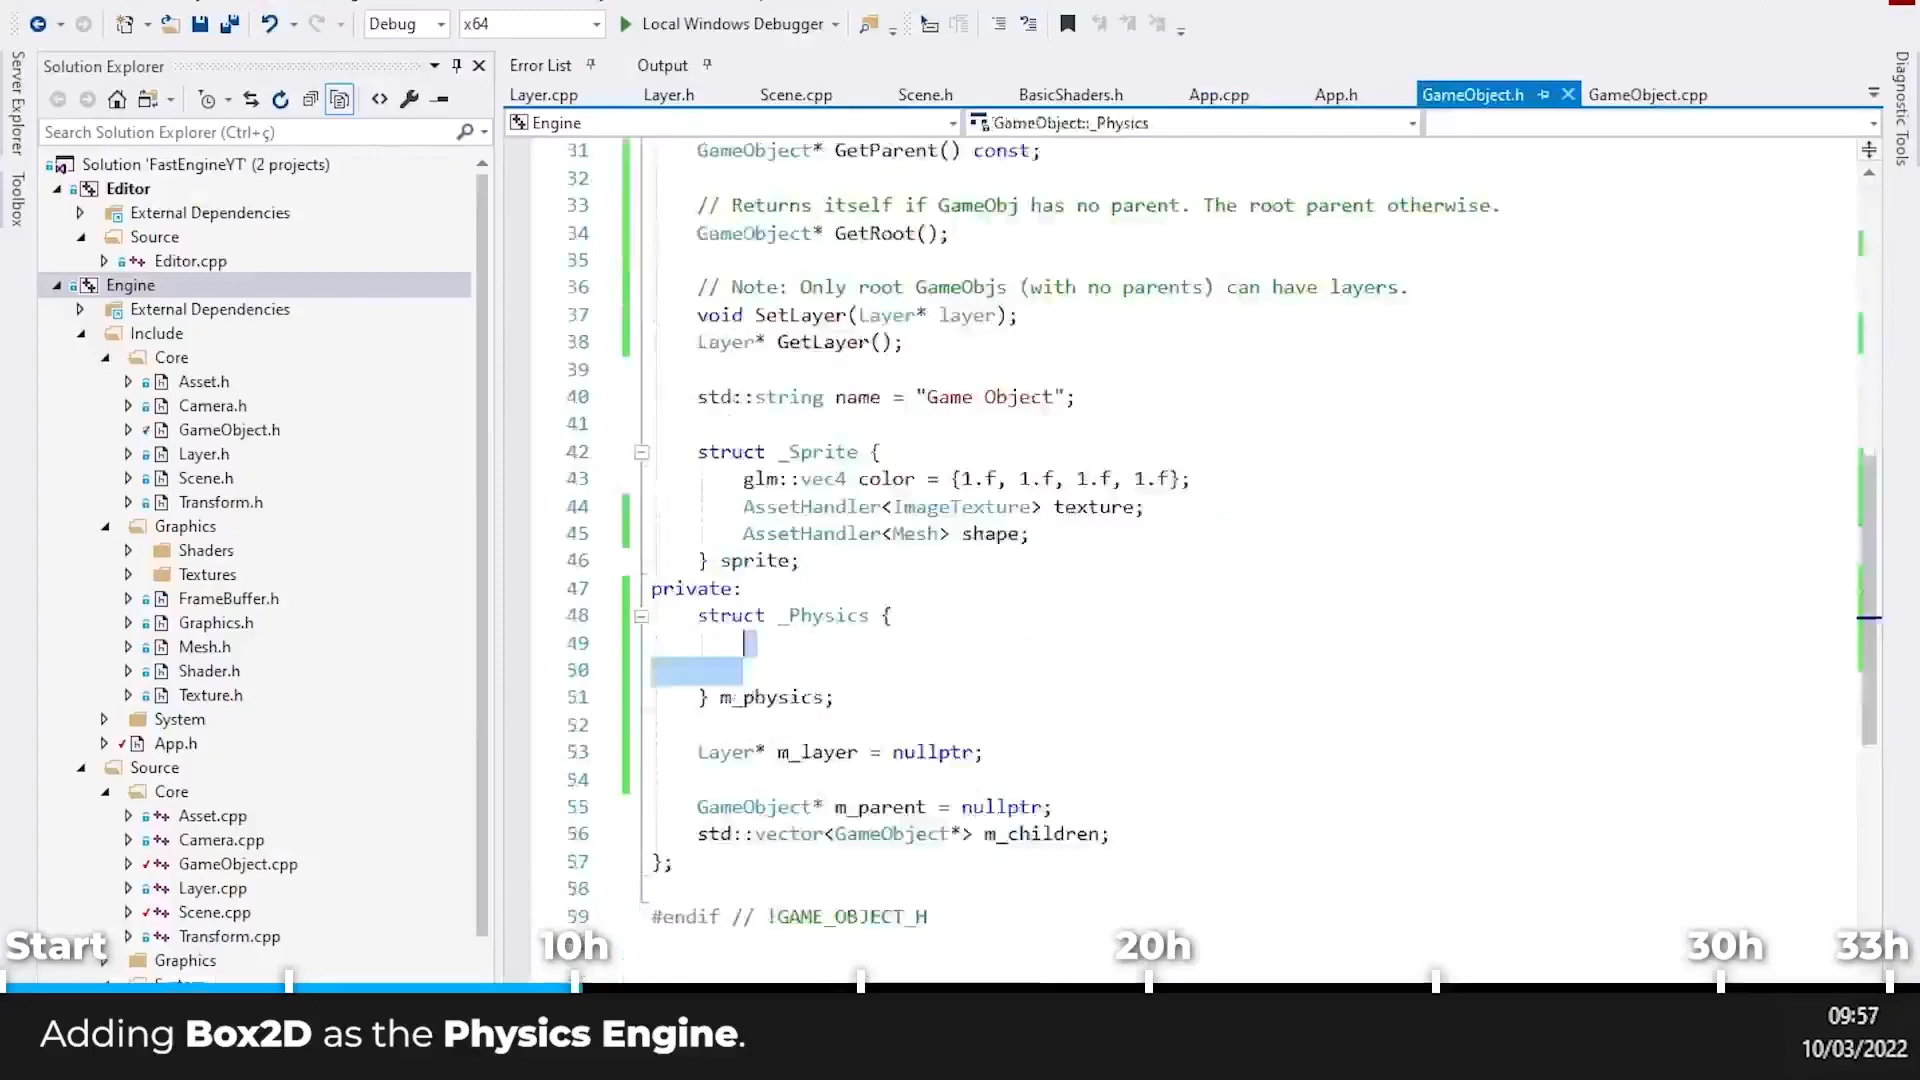 Debug
x64
Local Windows Debugger
Server Explorer
Toolbox
Solution Explorer
Search Solution Explorer (Ctrl+ç)
Solution 'FastEngineYT' (2 projects)
Editor
External Dependencies
Source
Editor.cpp
Engine
External Dependencies
Include
Core
Asset.h
Camera.h
GameObject.h
Layer.h
Scene.h
Transform.h
Graphics
Shaders
Textures
FrameBuffer.h
Graphics.h
Mesh.h
Shader.h
Texture.h
System
App.h
Source
Core
Asset.cpp
Camera.cpp
GameObject.cpp
Layer.cpp
Scene.cpp
Transform.cpp
Graphics
Error List
Output
Layer.cpp
Layer.h
Scene.cpp
Scene.h
BasicShaders.h
App.cpp
App.h
GameObject.h
GameObject.cpp
Diagnostic Tools
Engine
GameObject::_Physics
31 GameObject* GetParent() const;
32
33 // Returns itself if GameObj has no parent. The root parent otherwise.
34 GameObject* GetRoot();
35
36 // Note: Only root GameObjs (with no parents) can have layers.
37 void SetLayer(Layer* layer);
38 Layer* GetLayer();
39
40 std::string name = "Game Object";
41
42 struct _Sprite {
43 glm::vec4 color = {1.f, 1.f, 1.f, 1.f};
44 AssetHandler<ImageTexture> texture;
45 AssetHandler<Mesh> shape;
46 } sprite;
47 private:
48 struct _Physics {
49
50
51 } m_physics;
52
53 Layer* m_layer = nullptr;
54
55 GameObject* m_parent = nullptr;
56 std::vector<GameObject*> m_children;
57 };
58
59 #endif // !GAME_OBJECT_H
Start
10h
20h
30h
33h
Adding Box2D as the Physics Engine.
09:57
10/03/2022